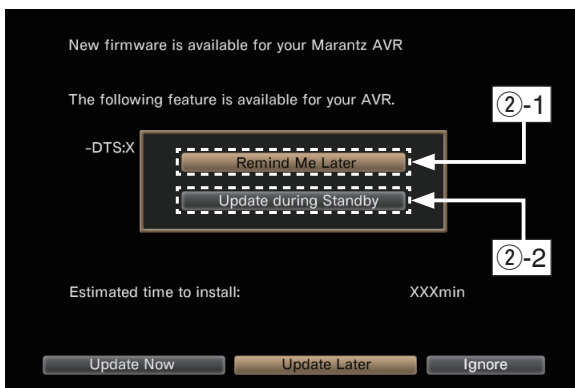 New firmware is available for your Marantz AVR
The following feature is available for your AVR.
②-1
-DTS:X
Remind Me Later
Update during Standby
②-2
Estimated time to install: XXXmin
Update Now Update Later Ignore